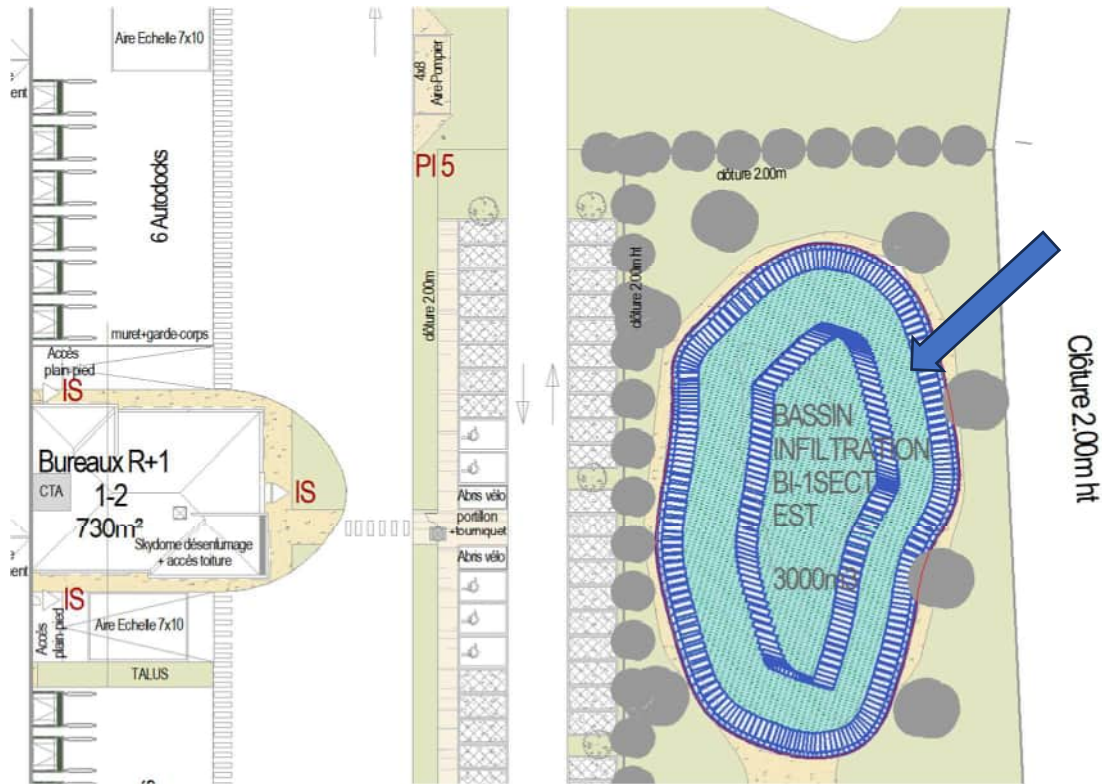 Aire Echelle 7x10
ent
6 Autodocks
4x8
Aire-Pompier
PI 5
clôture 2.00m
clôture 2.00m
clôture 2.00m ht
muret+garde-corps
Accès
plain-pied
IS
Bureaux R+1
1-2
730m²
CTA
IS
Skydome désenfumage
+ accès toiture
Abris vélo
portillon
+tourniquet
Abris vélo
IS
Accès
plain-pied
Aire Echelle 7x10
TALUS
ent
BASSIN
INFILTRATION
BI-1SECT
EST
3000m3
Clôture 2.00m ht